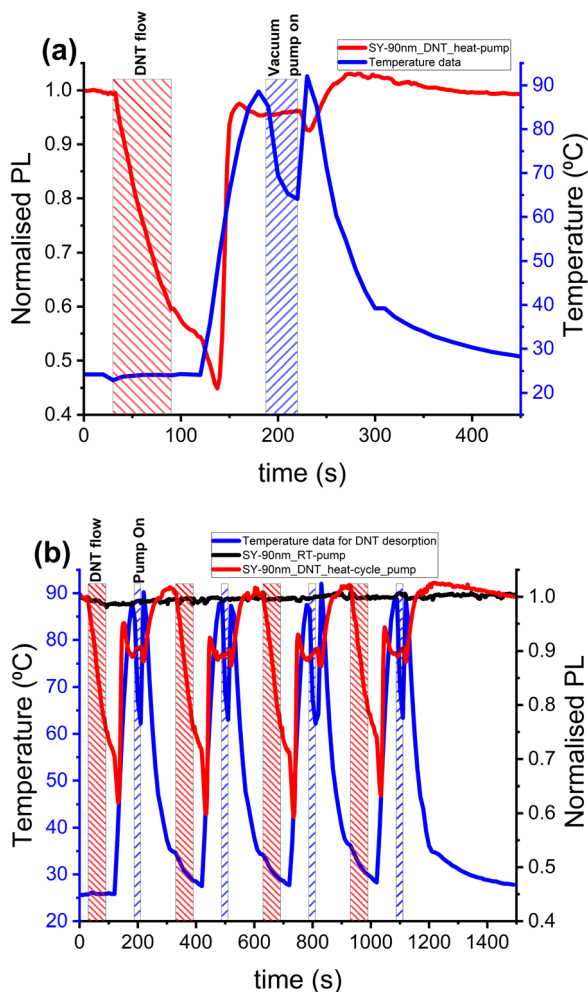 (a)
DNT flow
Vacuum
pump on
SY-90nm_DNT_heat-pump
Temperature data
Normalised PL
1.0
0.9
0.8
0.7
0.6
0.5
0.4
Temperature (ºC)
90
80
70
60
50
40
30
20
0 100 200 300 400
time (s)
(b)
DNT flow
Pump On
Temperature data for DNT desorption
SY-90nm_RT-pump
SY-90nm_DNT_heat-cycle_pump
Temperature (ºC)
90
80
70
60
50
40
30
20
Normalised PL
1.0
0.9
0.8
0.7
0.6
0.5
0.4
0 200 400 600 800 1000 1200 1400
time (s)